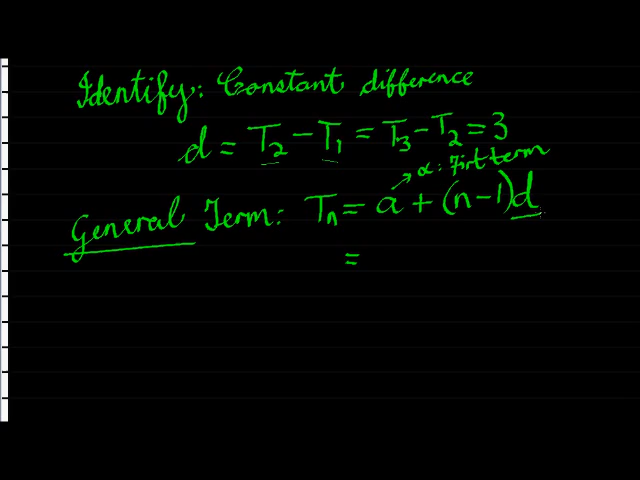 Identify: Constant difference
d = T₂ − T₁ = T₃ − T₂ = 3
a: First term
General Term: Tₙ = a + (n−1)d
=